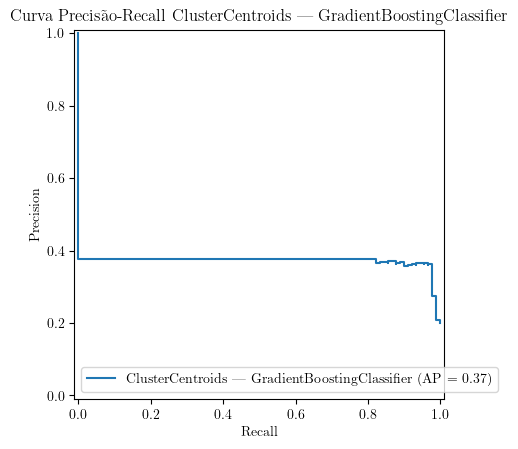 Curva Precisão-Recall ClusterCentroids — GradientBoostingClassifier
1.0
0.8
0.6
0.4
0.2
0.0
Precision
ClusterCentroids — GradientBoostingClassifier (AP = 0.37)
0.0 0.2 0.4 0.6 0.8 1.0
Recall